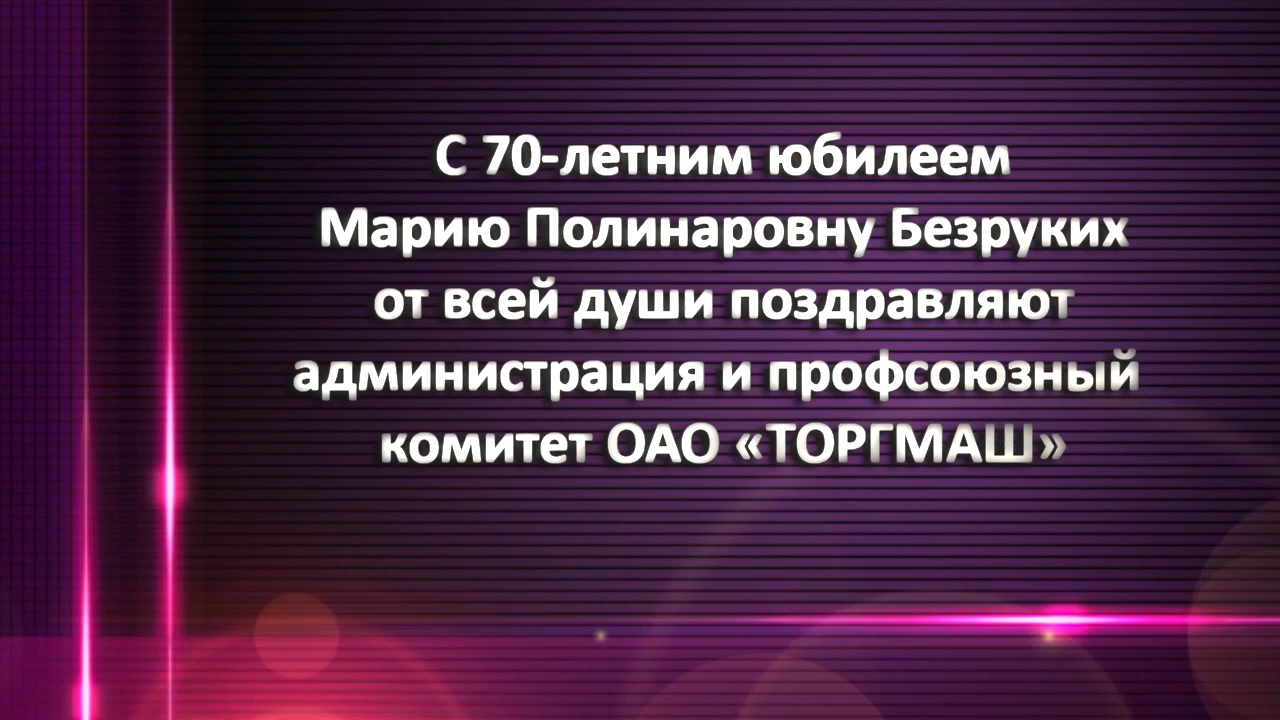 С 70-летним юбилеем
Марию Полинаровну Безруких
от всей души поздравляют
администрация и профсоюзный
комитет ОАО «ТОРГМАШ»